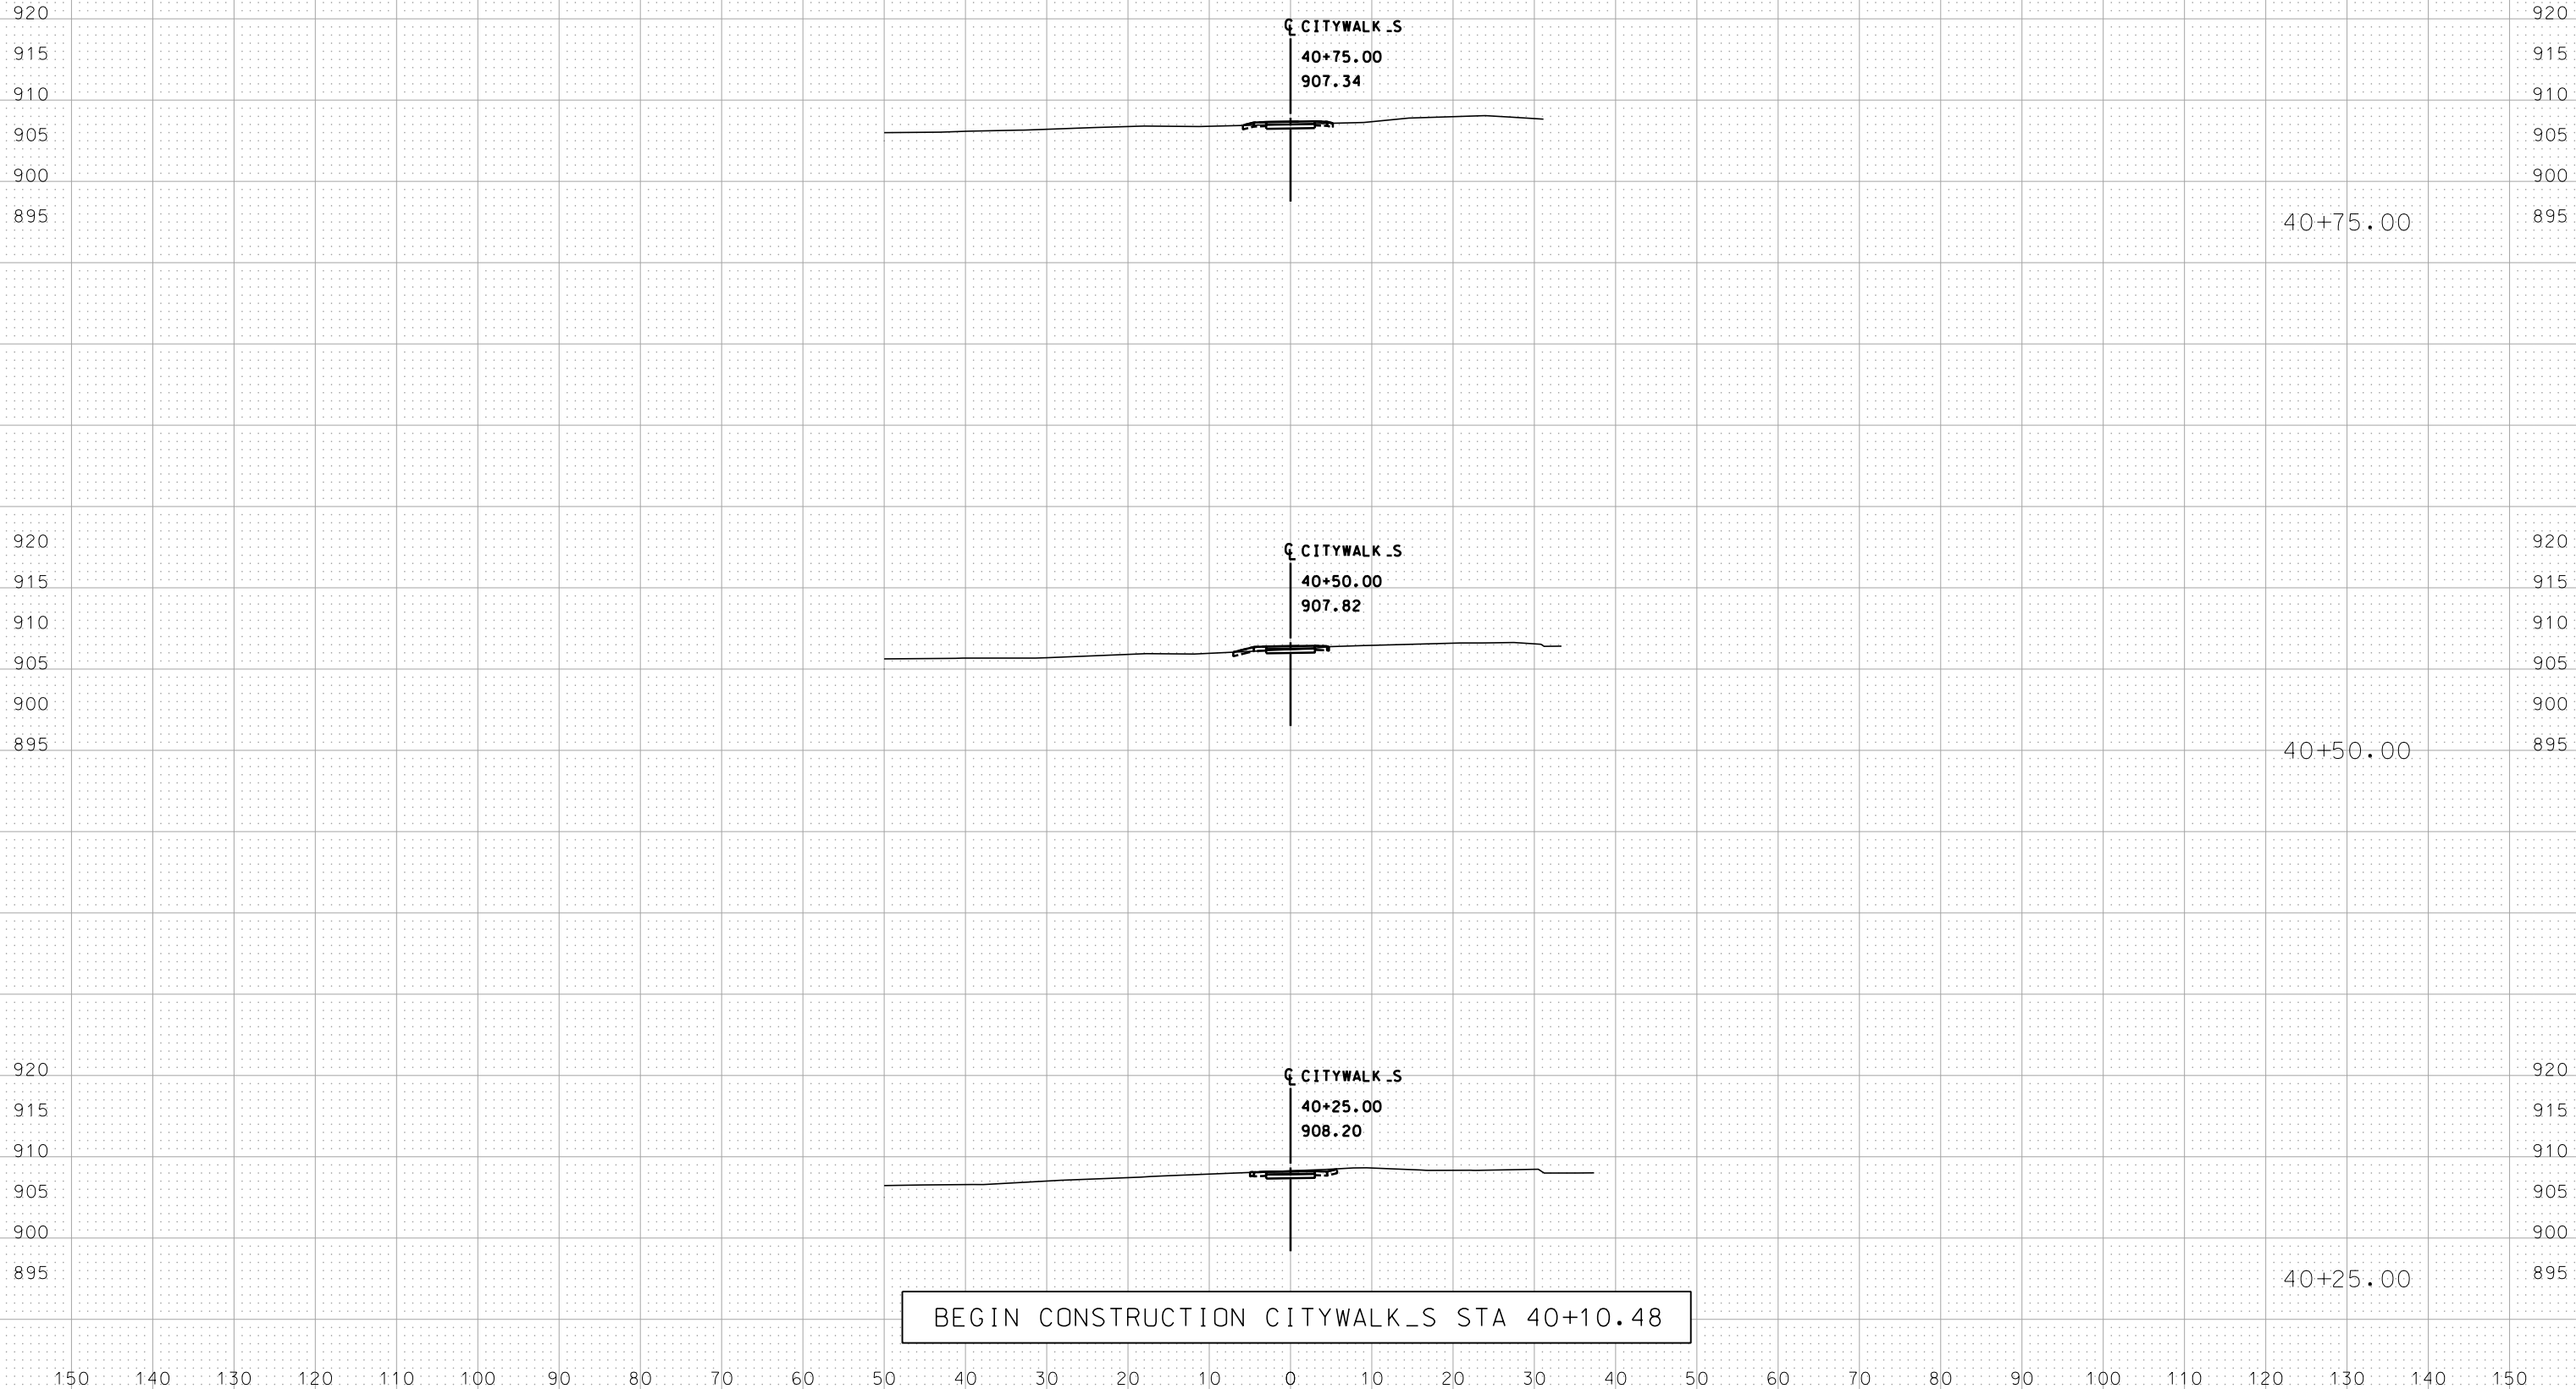 920 920
℄ CITYWALK_S
915 40+75.00 915
907.34
910 910
905 905
900 900
895 895
40+75.00
920 920
℄ CITYWALK_S
915 40+50.00 915
907.82
910 910
905 905
900 900
895 40+50.00 895
920 920
℄ CITYWALK_S
915 40+25.00 915
908.20
910 910
905 905
900 900
895 40+25.00 895
BEGIN CONSTRUCTION CITYWALK_S STA 40+10.48
150 140 130 120 110 100 90 80 70 60 50 40 30 20 10 0 10 20 30 40 50 60 70 80 90 100 110 120 130 140 150